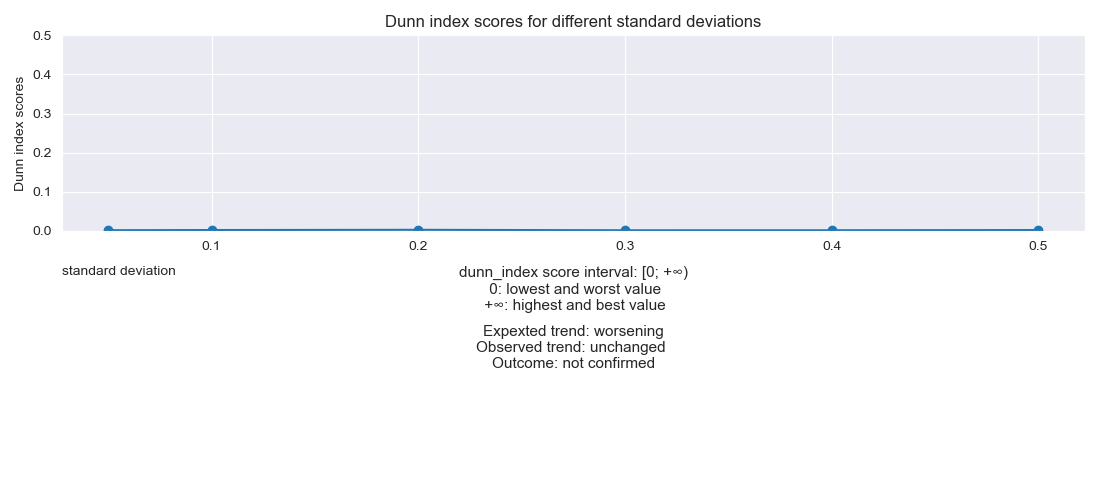 Dunn index scores for different standard deviations
0.5
0.4
0.3
0.2
0.1
0.0
Dunn index scores
0.1 0.2 0.3 0.4 0.5
standard deviation
dunn_index score interval: [0; +∞)
0: lowest and worst value
+∞: highest and best value
Expexted trend: worsening
Observed trend: unchanged
Outcome: not confirmed